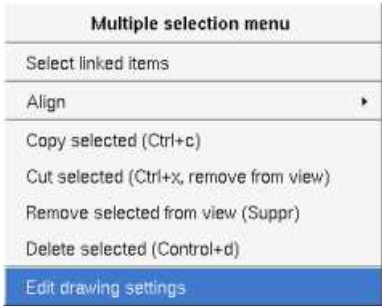 Multiple selection menu
Select linked items
Align
Copy selected (Ctrl+c)
Cut selected (Ctrl+x, remove from view)
Remove selected from view (Suppr)
Delete selected (Control+d)
Edit drawing settings